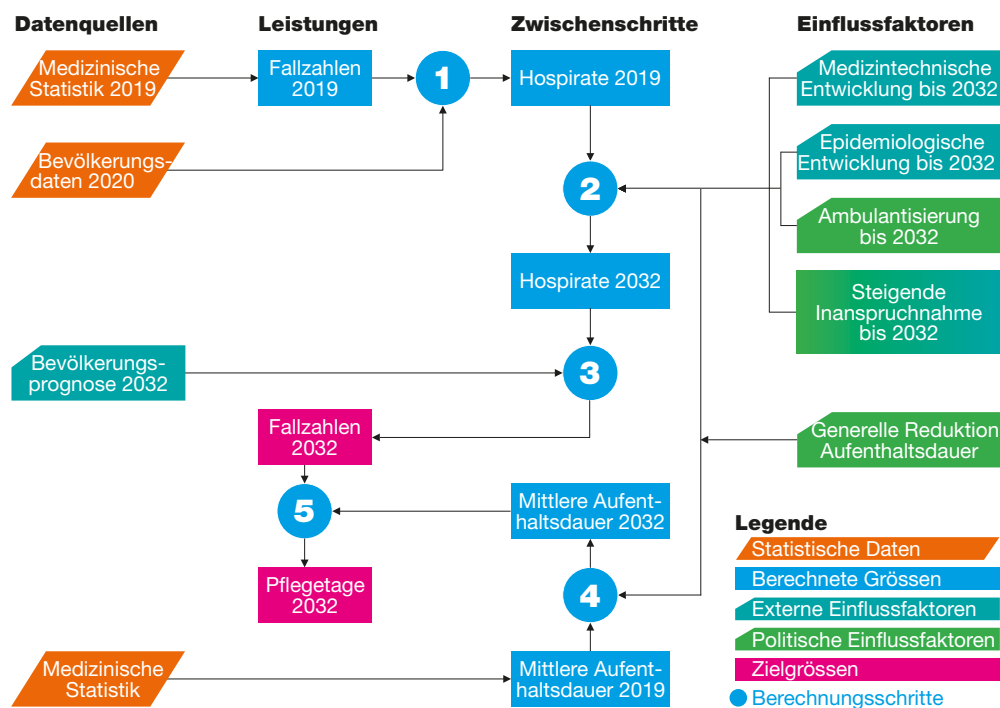 Datenquellen
Leistungen
Zwischenschritte
Einflussfaktoren
Medizinische
Statistik 2019
Fallzahlen
2019
1
Hospirate 2019
Medizintechnische
Entwicklung bis 2032
Bevölkerungs-
daten 2020
2
Epidemiologische
Entwicklung bis 2032
Ambulantisierung
bis 2032
Hospirate 2032
Steigende
Inanspruchnahme
bis 2032
Bevölkerungs-
prognose 2032
3
Fallzahlen
2032
Generelle Reduktion
Aufenthaltsdauer
5
Mittlere Aufent-
haltsdauer 2032
Pflegetage
2032
4
Medizinische
Statistik
Mittlere Aufent-
haltsdauer 2019
Legende
Statistische Daten
Berechnete Grössen
Externe Einflussfaktoren
Politische Einflussfaktoren
Zielgrössen
Berechnungsschritte